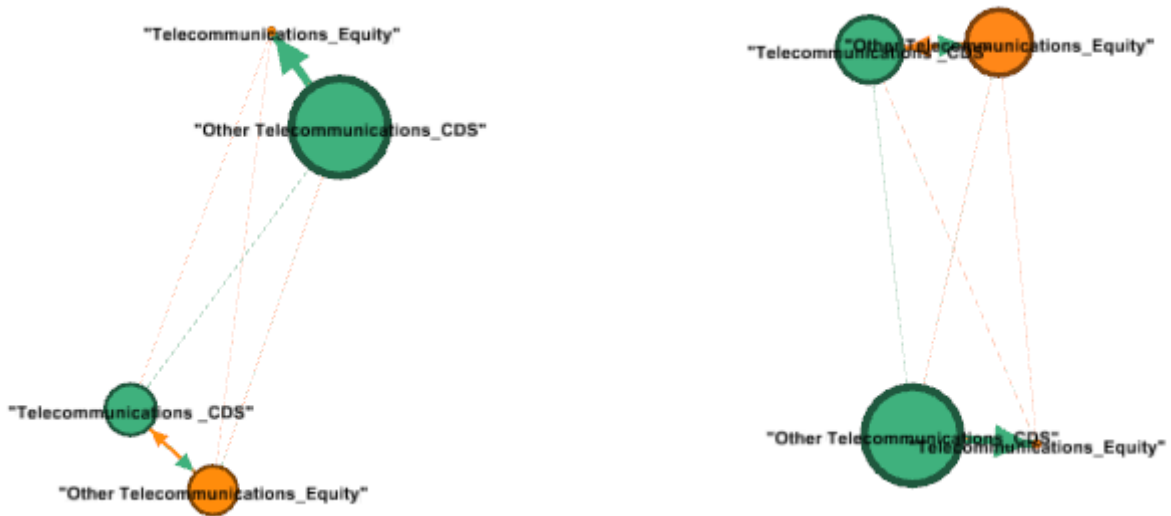 "Telecommunications_Equity"
"Other Telecommunications_CDS"
"Telecommunications _CDS"
"Other Telecommunications_Equity"
"Other Telecommunications_Equity"
"Telecommunications _CDS"
"Other Telecommunications_CDS"
"Telecommunications_Equity"